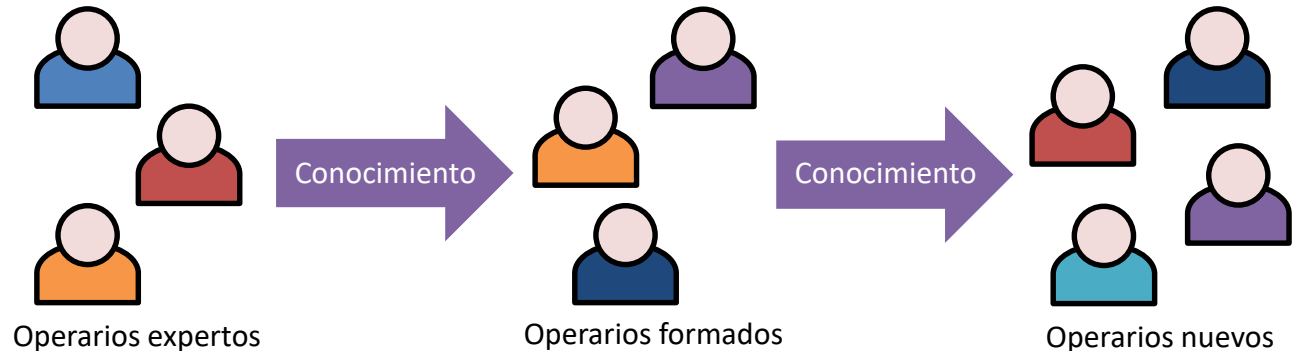 Conocimiento
Conocimiento
Operarios expertos
Operarios formados
Operarios nuevos